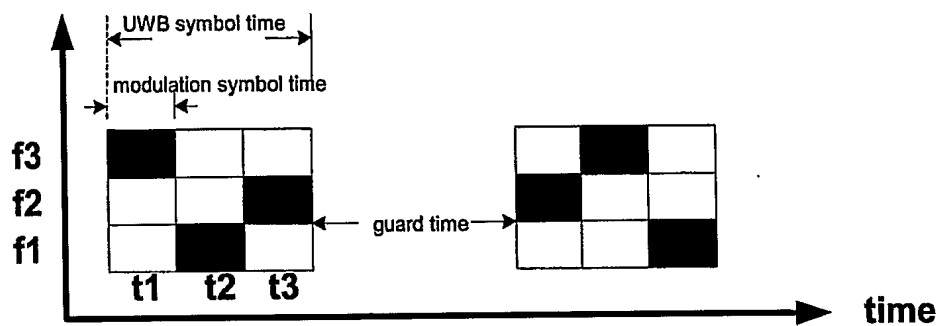 UWB symbol time
modulation symbol time
f3
f2
guard time
f1
t1 t2 t3
time